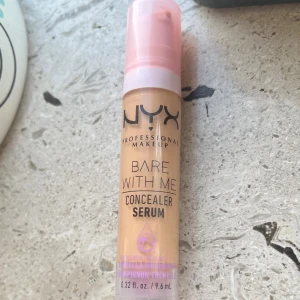 NYX
PROFESSIONAL
MAKEUP
BARE
WITH ME
CONCEALER
SERUM
0.32 fl.oz. / 9.6 mL